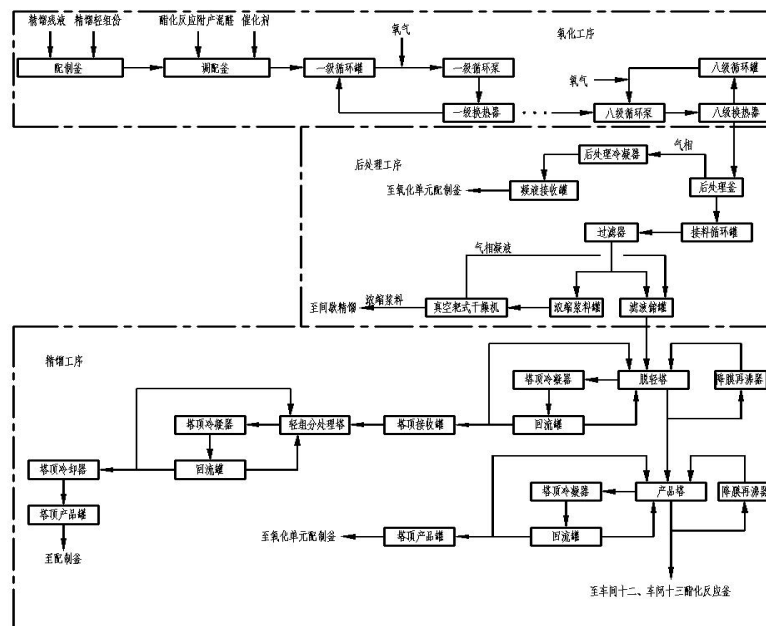 精馏残液
精馏轻组份
酯化反应附产混醛
催化剂
氧气
氧化工序
配制釜
调配釜
一级循环罐
一级循环泵
氧气
八级循环罐
一级换热器
八级循环泵
八级换热器
后处理工序
后处理冷凝器
气相
至氧化单元配制釜
凝液接收罐
后处理釜
过滤器
接料循环罐
气相凝液
至间歇精馏
浓缩浆料
真空耙式干燥机
浓缩浆料罐
滤液储罐
精馏工序
塔顶冷凝器
脱轻塔
降膜再沸器
塔顶冷凝器
轻组分处理塔
塔顶接收罐
回流罐
塔顶冷却器
回流罐
塔顶冷凝器
产品塔
降膜再沸器
塔顶产品罐
至氧化单元配制釜
塔顶产品罐
回流罐
至配制釜
至车间十二、车间十三酯化反应釜